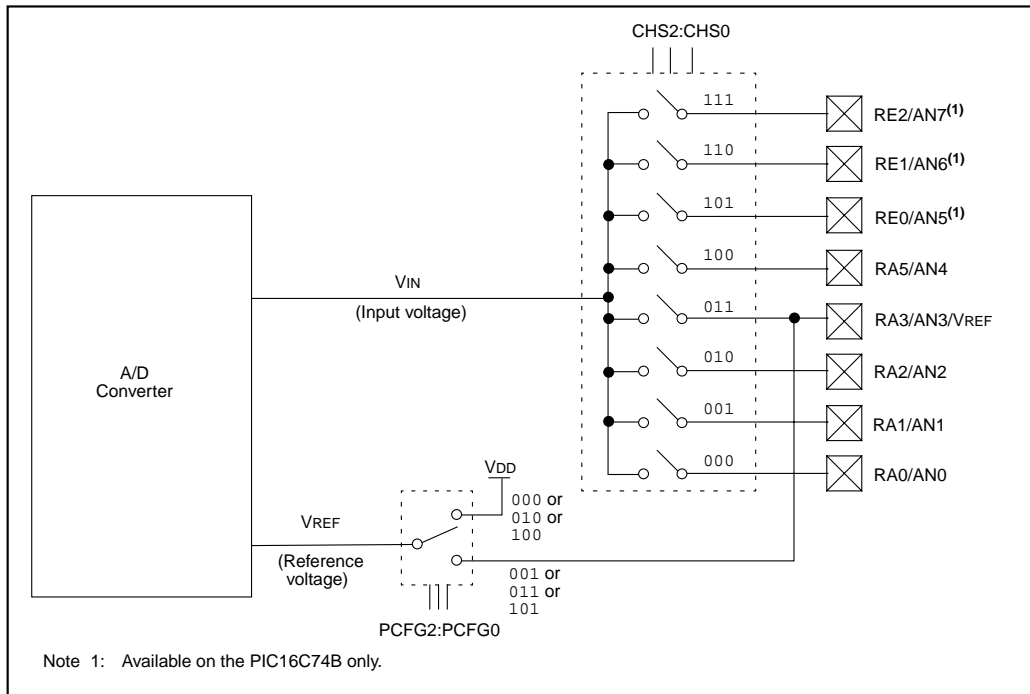 CHS2:CHS0
111
RE2/AN7(1)
110
RE1/AN6(1)
101
RE0/AN5(1)
100
RA5/AN4
VIN
(Input voltage)
011
RA3/AN3/VREF
A/D
Converter
010
RA2/AN2
001
RA1/AN1
000
RA0/AN0
VDD
000 or
010 or
100
VREF
(Reference
voltage)
001 or
011 or
101
PCFG2:PCFG0
Note 1: Available on the PIC16C74B only.